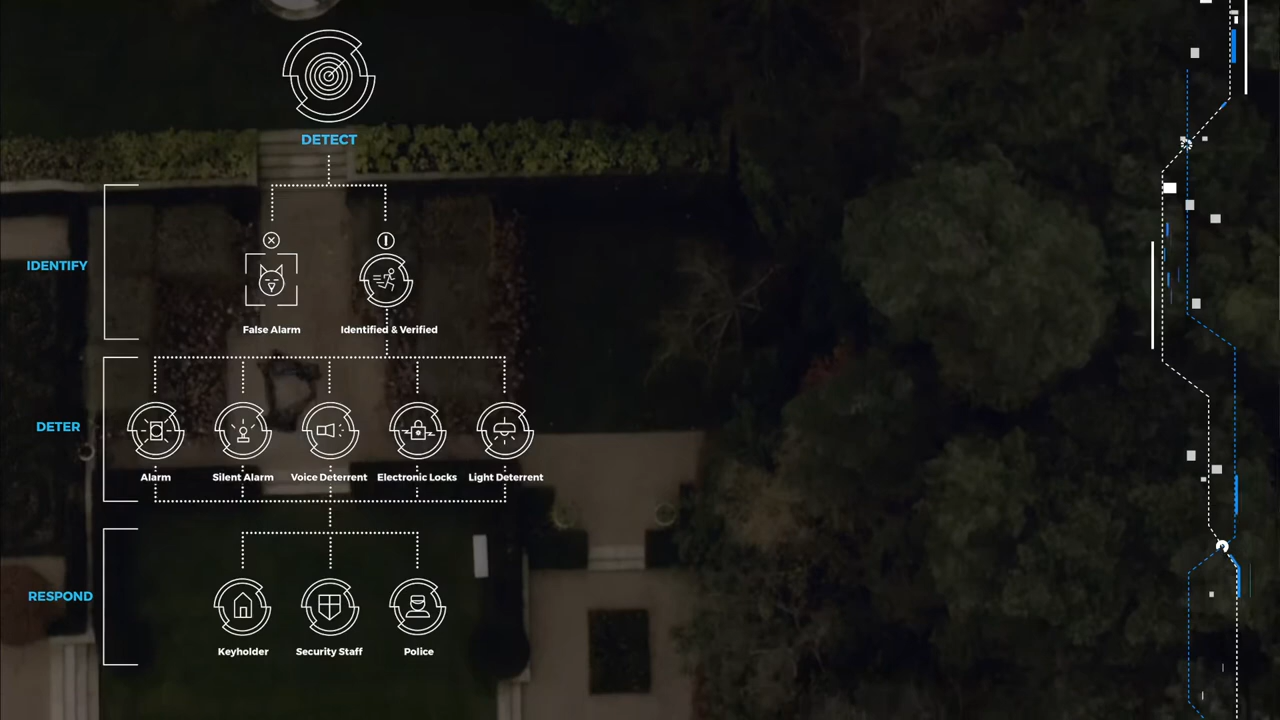 DETECT
IDENTIFY
False Alarm
Identified & Verified
DETER
Alarm
Silent Alarm
Voice Deterrent
Electronic Locks
Light Deterrent
RESPOND
Keyholder
Security Staff
Police